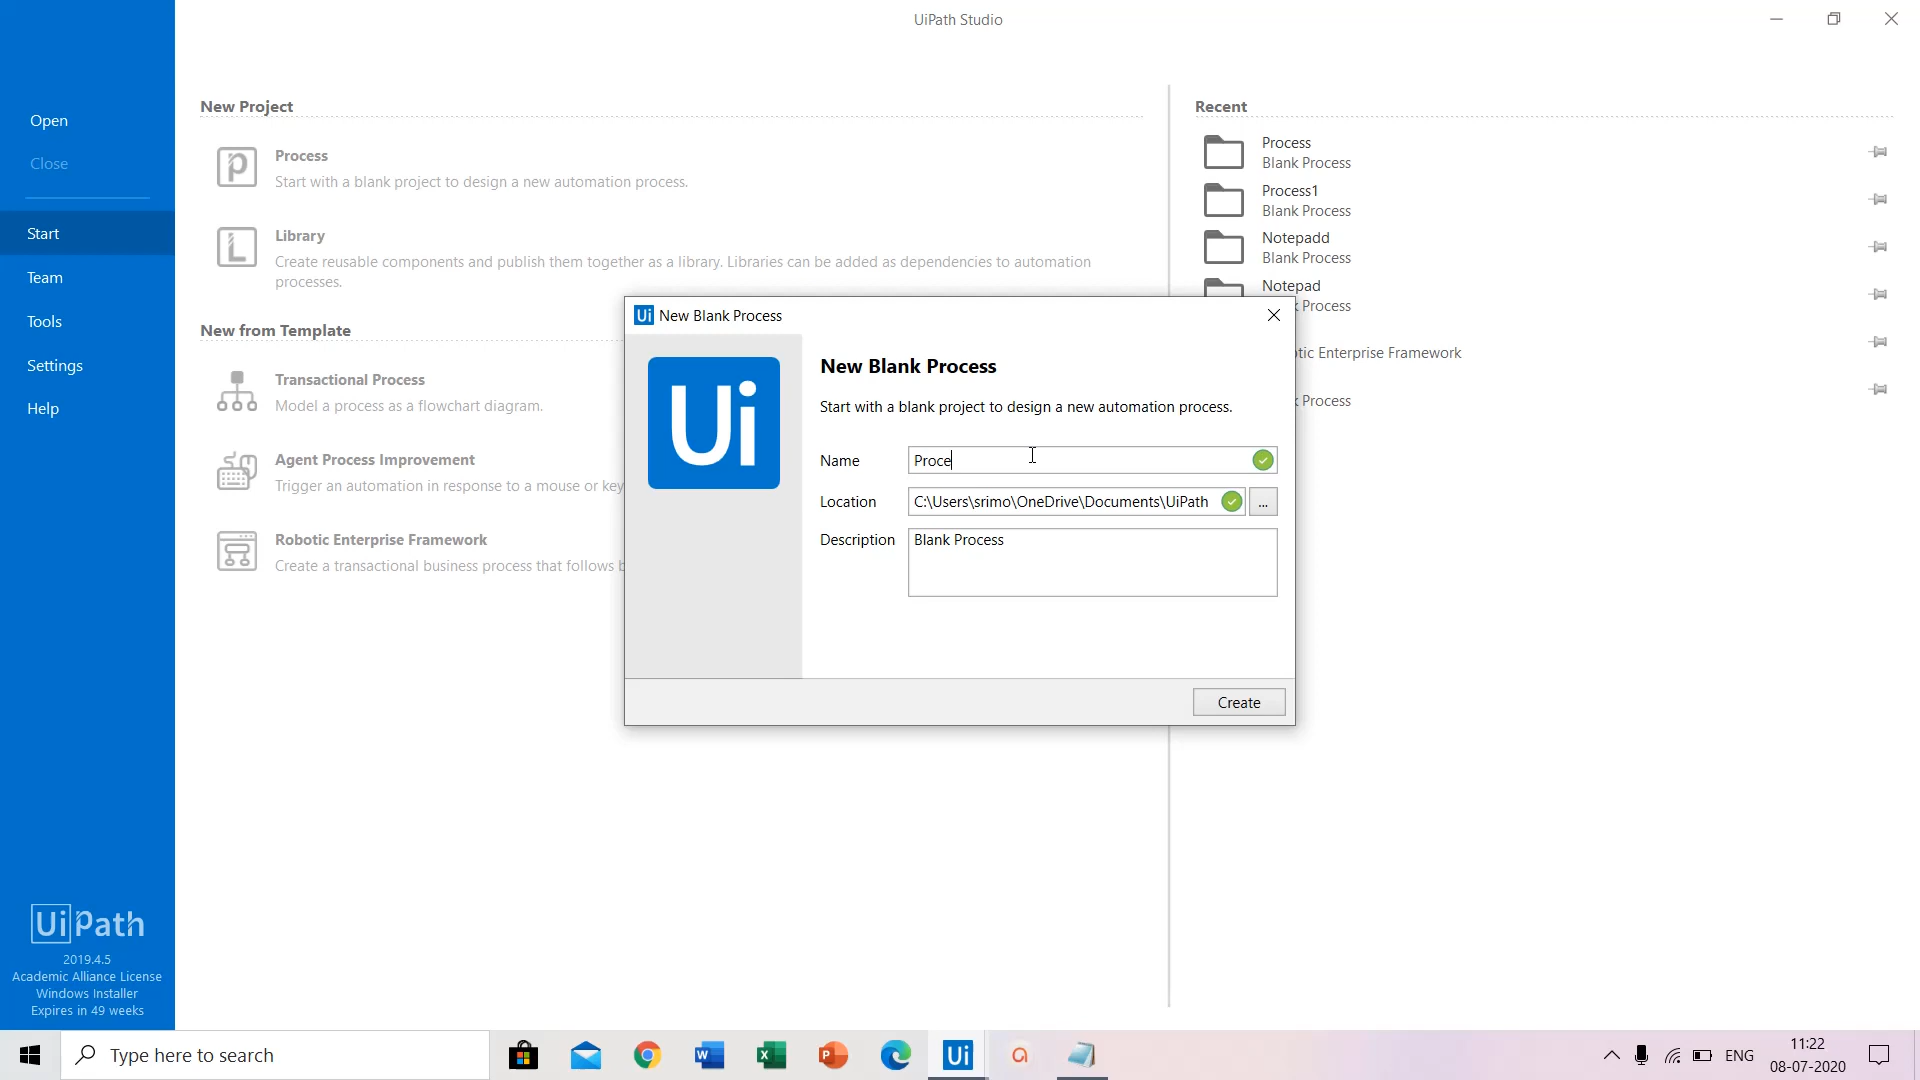 UiPath Studio
Open
Close
Start
Team
Tools
Settings
Help
UiPath
2019.4.5
Academic Alliance License
Windows Installer
Expires in 49 weeks
New Project
Process
Start with a blank project to design a new automation process.
Library
Create reusable components and publish them together as a library. Libraries can be added as dependencies to automation
processes.
New from Template
Transactional Process
Model a process as a flowchart diagram.
Agent Process Improvement
Trigger an automation in response to a mouse or key
Robotic Enterprise Framework
Create a transactional business process that follows b
Recent
Process
Blank Process
Process1
Blank Process
Notepadd
Blank Process
Notepad
Process
tic Enterprise Framework
Process
Ui New Blank Process
Ui
New Blank Process
Start with a blank project to design a new automation process.
Name Proce
Location C:\Users\srimo\OneDrive\Documents\UiPath ...
Description Blank Process
Create
Type here to search
Ui
ENG
11:22
08-07-2020